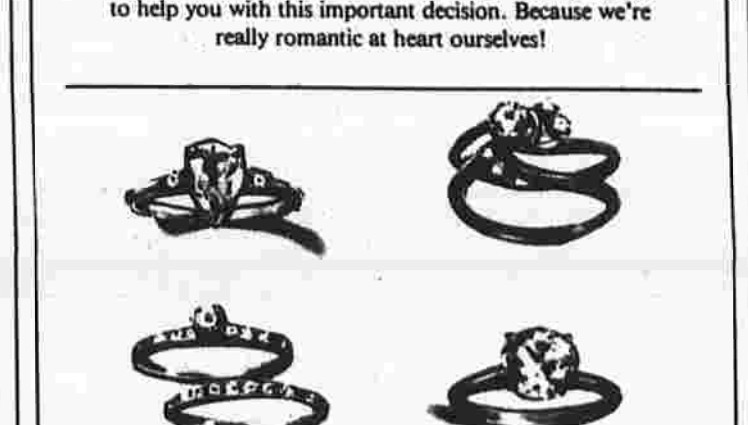 to help you with this important decision. Because we're
really romantic at heart ourselves!